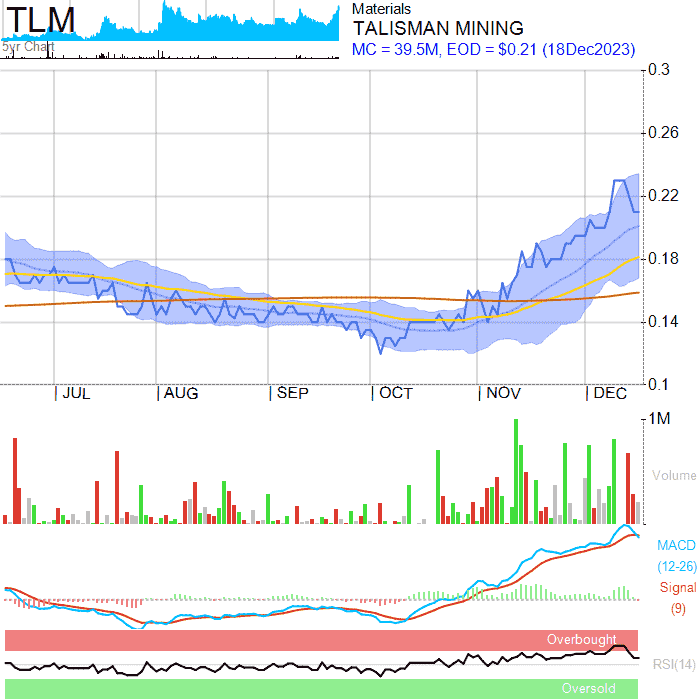 TLM
5yr Chart
Materials
TALISMAN MINING
MC = 39.5M, EOD = $0.21 (18Dec2023)
0.3
0.26
0.22
0.18
0.14
0.1
JUL AUG SEP OCT NOV DEC
1M
Volume
MACD
(12-26)
Signal
(9)
Overbought
RSI(14)
Oversold